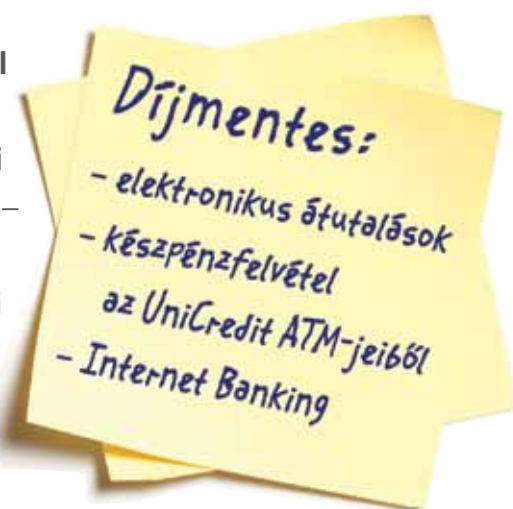 Díjmentes:
– elektronikus átutalások
– készpénzfelvétel
az UniCredit ATM-jeiből
– Internet Banking